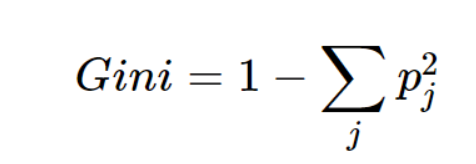 Gini = 1 − ∑_j p_j^2